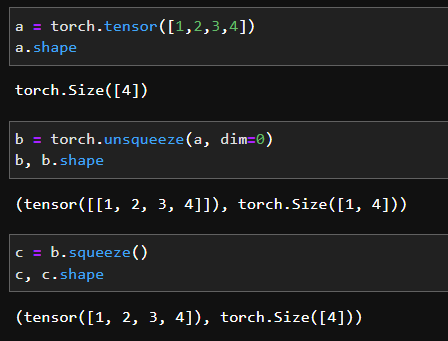 a = torch.tensor([1,2,3,4])
a.shape
torch.Size([4])
b = torch.unsqueeze(a, dim=0)
b, b.shape
(tensor([[1, 2, 3, 4]]), torch.Size([1, 4]))
c = b.squeeze()
c, c.shape
(tensor([1, 2, 3, 4]), torch.Size([4]))